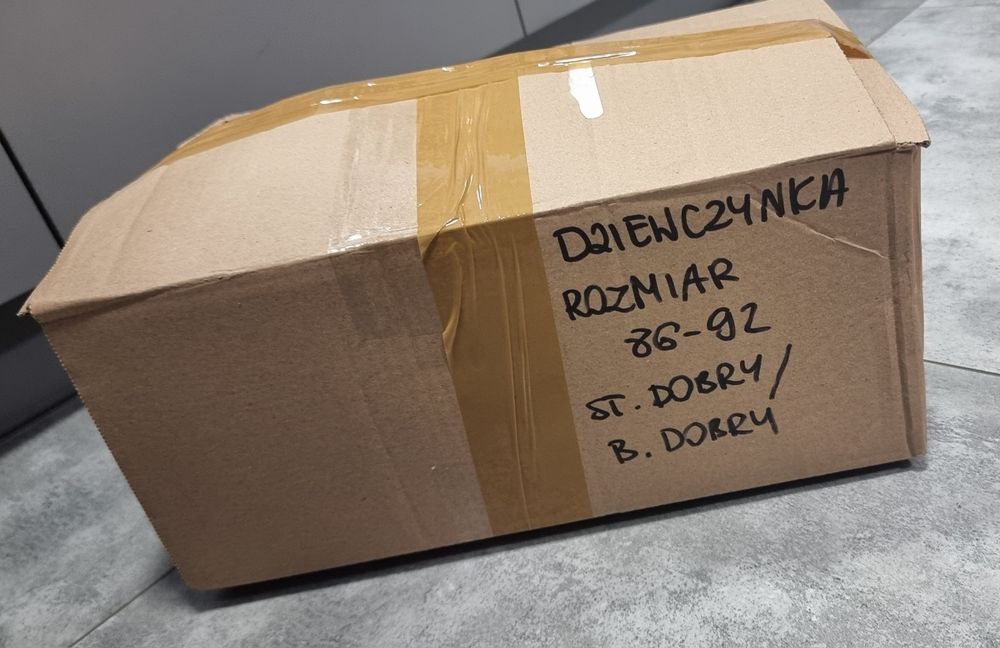 DZIEWCZYNKA
ROZMIAR
86-92
ST. DOBRY/
B. DOBRY